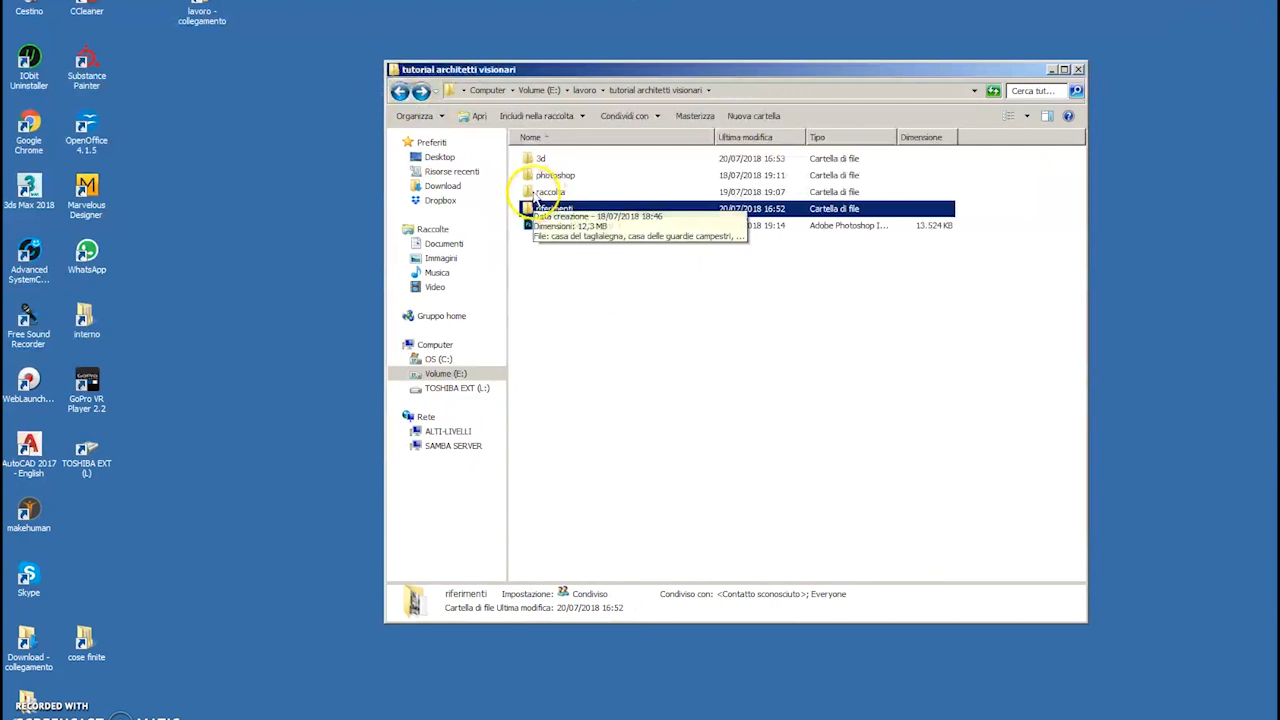 Cestino
CCleaner
lavoro -
collegamento
IObit
Uninstaller
Substance
Painter
Google
Chrome
OpenOffice
4.1.5
3ds Max 2018
Marvelous
Designer
Advanced
SystemC...
WhatsApp
Free Sound
Recorder
interno
WebLaunch...
GoPro VR
Player 2.2
AutoCAD 2017
- English
TOSHIBA EXT
(L)
makehuman
Skype
Download -
collegamento
cose finite
RECORDED WITH
tutorial architetti visionari
Computer Volume (E:) lavoro tutorial architetti visionari
Cerca tut...
Organizza Apri Includi nella raccolta Condividi con Masterizza Nuova cartella
Preferiti
Desktop
Risorse recenti
Download
Dropbox
Raccolte
Documenti
Immagini
Musica
Video
Gruppo home
Computer
OS (C:)
Volume (E:)
TOSHIBA EXT (L:)
Rete
ALTI-LIVELLI
SAMBA SERVER
Nome Ultima modifica Tipo Dimensione
3d 20/07/2018 16:53 Cartella di file
photoshop 18/07/2018 19:11 Cartella di file
raccolta 19/07/2018 19:07 Cartella di file
riferimenti 20/07/2018 16:52 Cartella di file
Data creazione - 18/07/2018 18:46
Dimensioni: 12,3 MB
File: casa del taglialegna, casa delle guardie campestri, ...
19:14 Adobe Photoshop I... 13.524 KB
riferimenti Impostazione: Condiviso Condiviso con: <Contatto sconosciuto>; Everyone
Cartella di file Ultima modifica: 20/07/2018 16:52